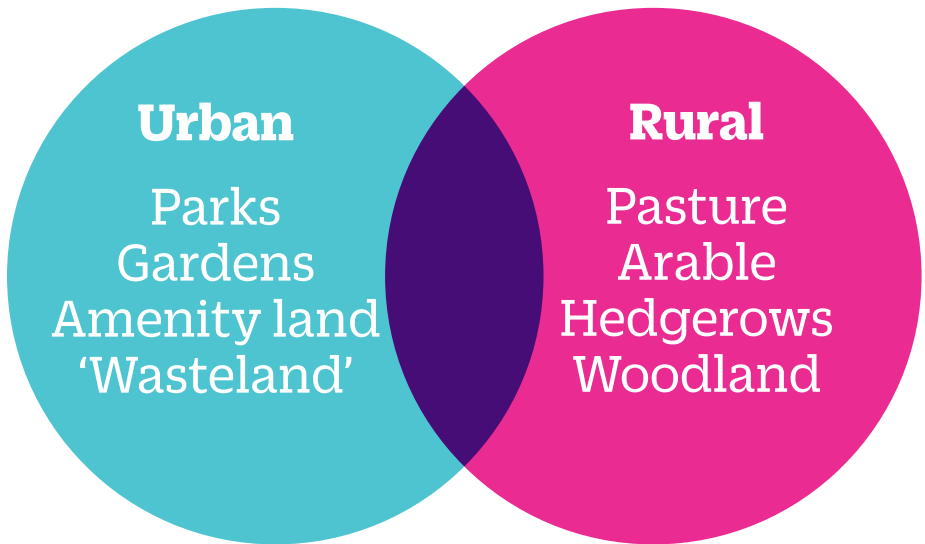 Urban
Parks
Gardens
Amenity land
‘Wasteland’
Rural
Pasture
Arable
Hedgerows
Woodland